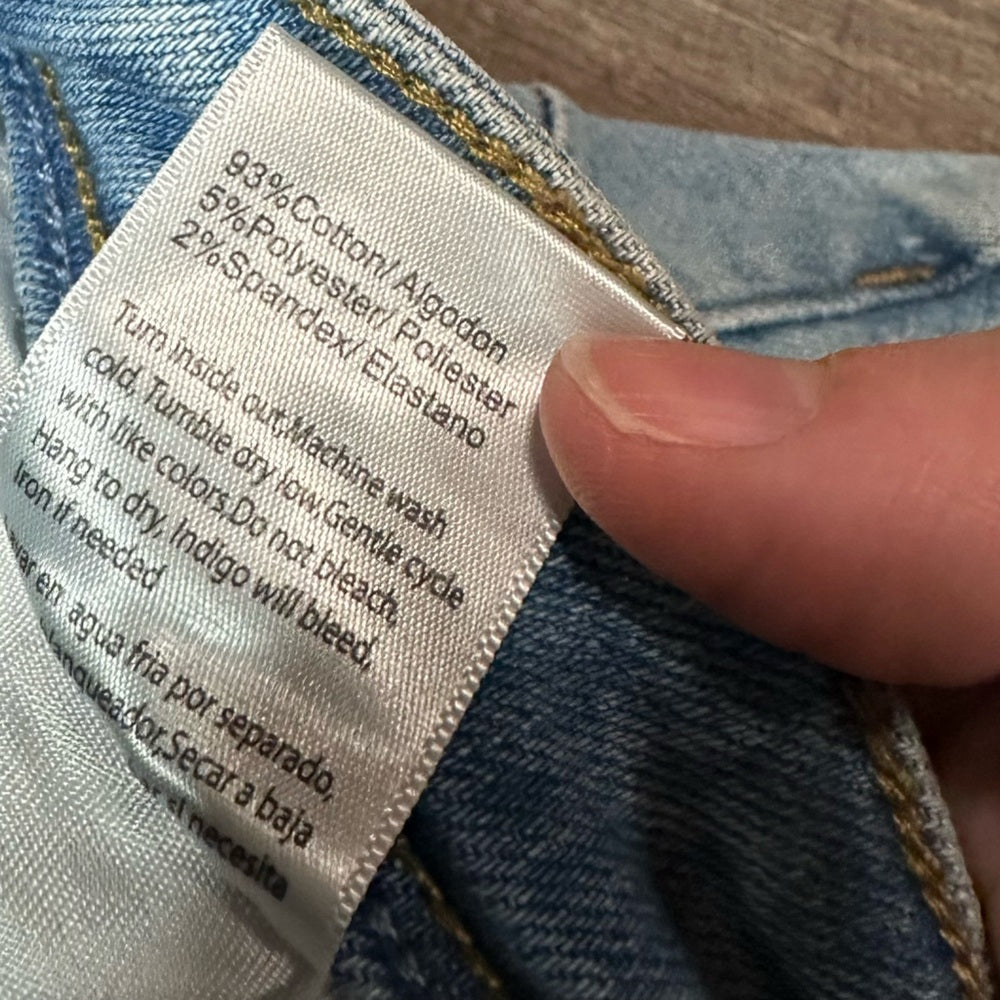 93%Cotton/ Algodon
5%Polyester/ Poliester
2%Spandex/ Elastano
Turn inside out,Machine wash
cold, Tumble dry low,Gentle cycle
with like colors.Do not bleach,
Hang to dry, Indigo will bleed,
Iron if needed
en agua fria por separado,
Secar a baja
si necesita